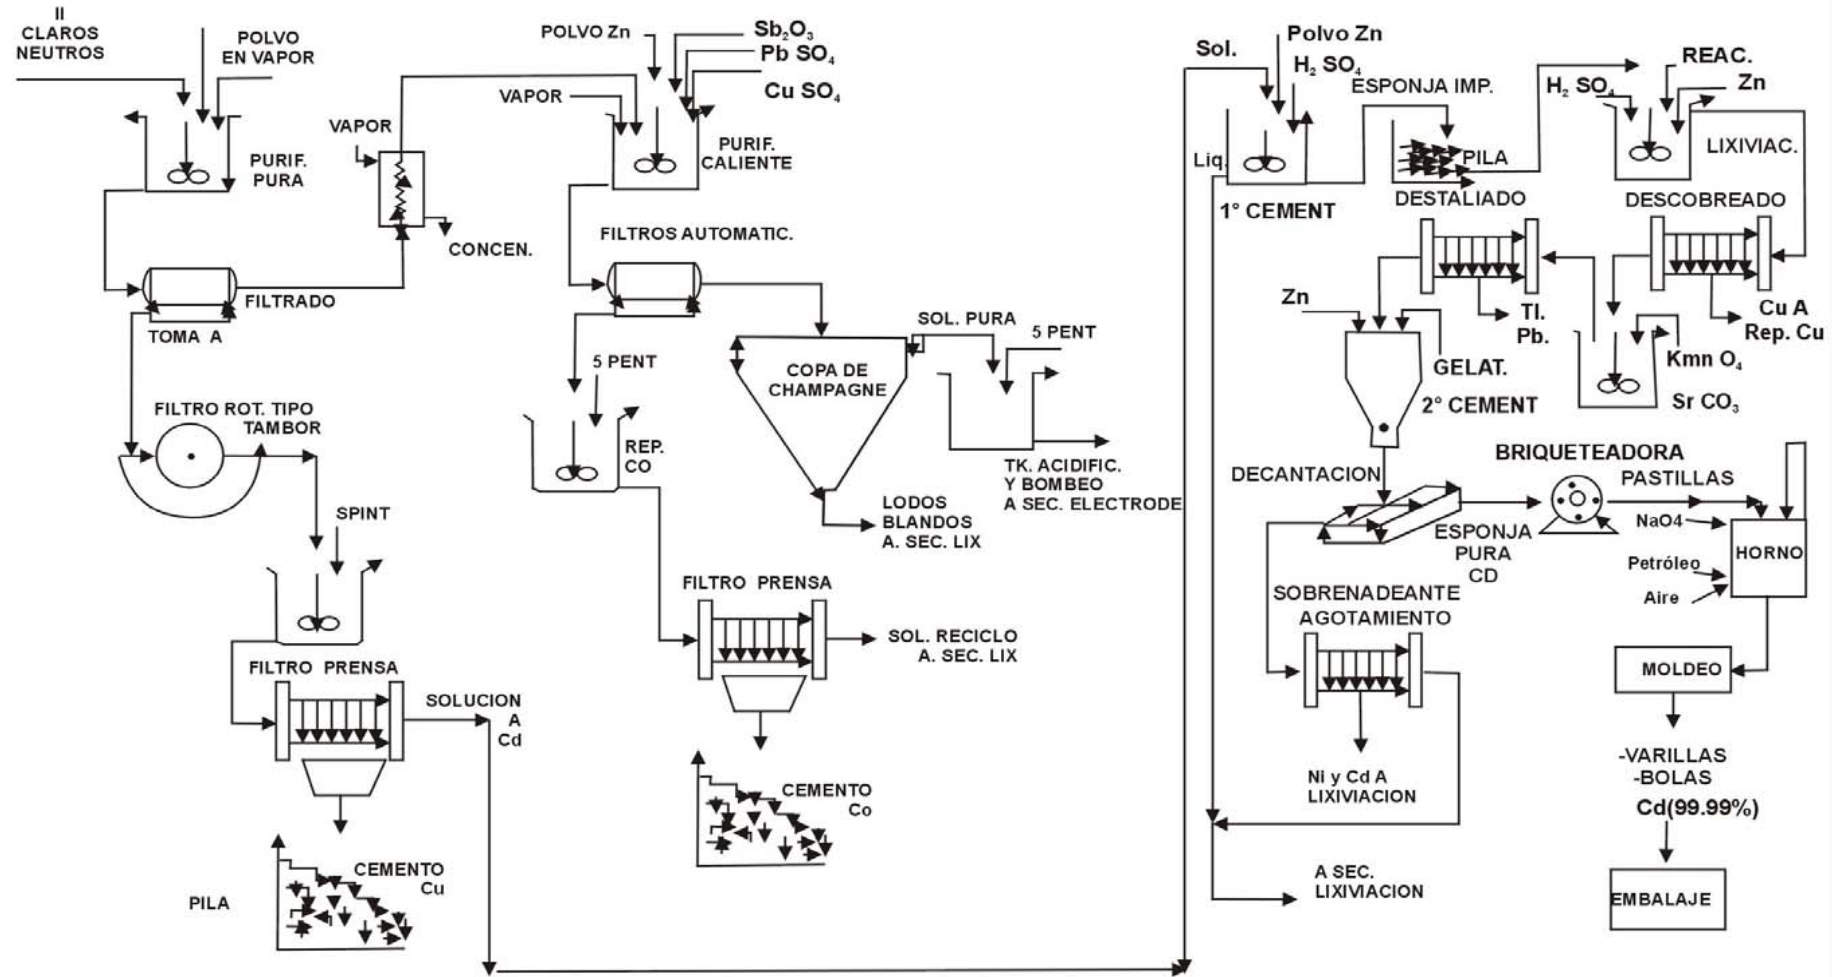 II
CLAROS
NEUTROS
POLVO
EN VAPOR
PURIF.
PURA
VAPOR
CONCEN.
FILTRADO
TOMA A
FILTRO ROT. TIPO
TAMBOR
SPINT
FILTRO PRENSA
SOLUCION
A
Cd
CEMENTO
Cu
PILA
POLVO Zn
Sb₂O₃
Pb SO₄
Cu SO₄
VAPOR
PURIF.
CALIENTE
FILTROS AUTOMATIC.
5 PENT
REP.
CO
COPA DE
CHAMPAGNE
SOL. PURA
5 PENT
TK. ACIDIFIC.
Y BOMBEO
A SEC. ELECTRODE
LODOS
BLANDOS
A. SEC. LIX
FILTRO PRENSA
SOL. RECICLO
A. SEC. LIX
CEMENTO
Co
Sol.
Polvo Zn
H₂ SO₄
ESPONJA IMP.
Liq.
1° CEMENT
PILA
DESTALIADO
H₂ SO₄
REAC.
Zn
LIXIVIAC.
DESCOBREADO
Tl.
Pb.
Cu A
Rep. Cu
Kmn O₄
Sr CO₃
Zn
GELAT.
2° CEMENT
DECANTACION
BRIQUETEADORA
PASTILLAS
NaO4
HORNO
Petróleo
Aire
ESPONJA
PURA
CD
SOBRENADEANTE
AGOTAMIENTO
Ni y Cd A
LIXIVIACION
MOLDEO
-VARILLAS
-BOLAS
Cd(99.99%)
A SEC.
LIXIVIACION
EMBALAJE